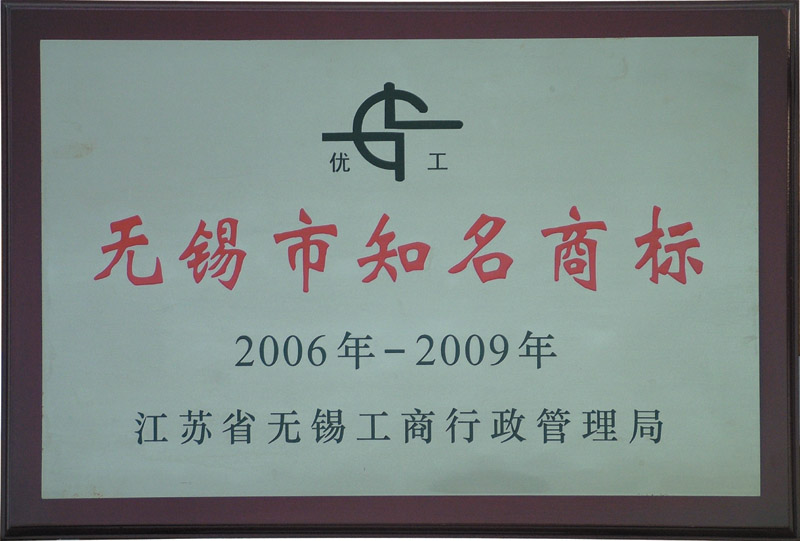 优 工
无锡市知名商标
2006年-2009年
江苏省无锡工商行政管理局